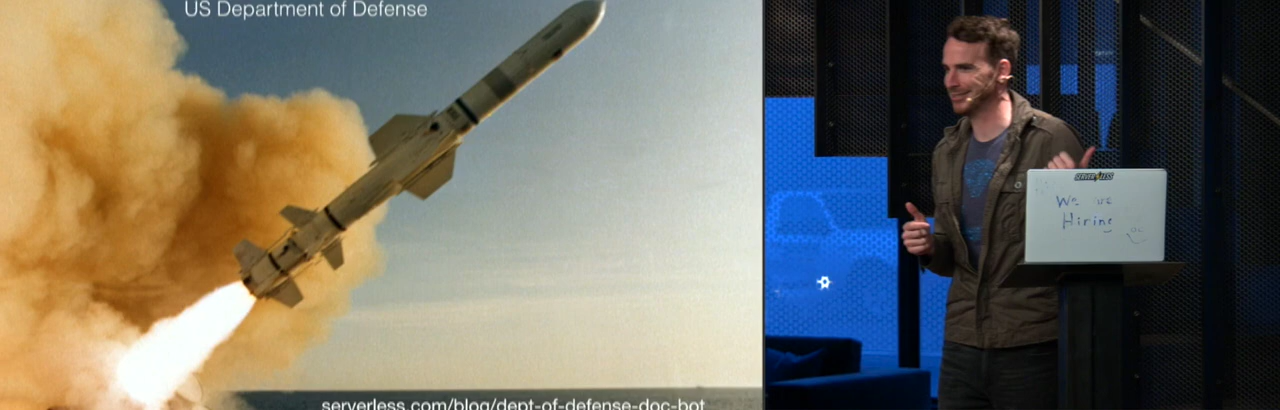 US Department of Defense
serverless.com/blog/dept-of-defense-doc-bot
SERVERLESS
We
Hiring